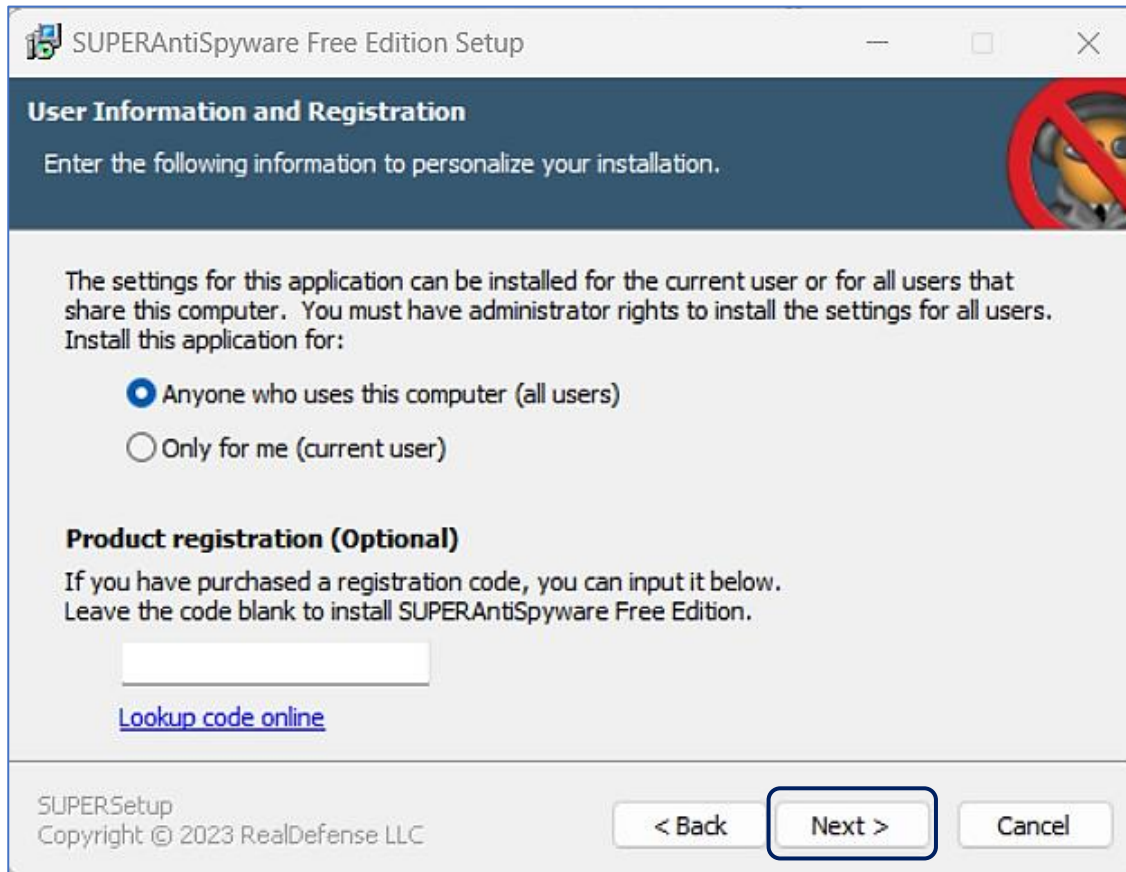 SUPERAntiSpyware Free Edition Setup
User Information and Registration
Enter the following information to personalize your installation.
The settings for this application can be installed for the current user or for all users that
share this computer.  You must have administrator rights to install the settings for all users.
Install this application for:
Anyone who uses this computer (all users)
Only for me (current user)
Product registration (Optional)
If you have purchased a registration code, you can input it below.
Leave the code blank to install SUPERAntiSpyware Free Edition.
Lookup code online
SUPERSetup
Copyright © 2023 RealDefense LLC
< Back
Next >
Cancel